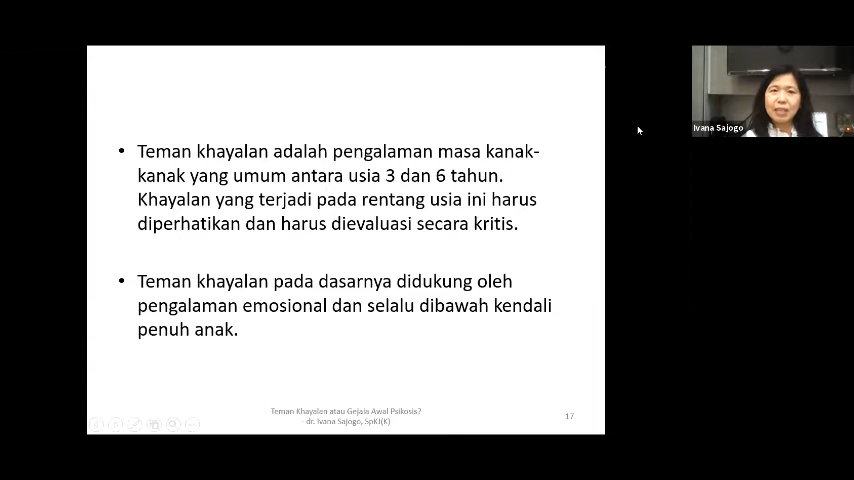 • Teman khayalan adalah pengalaman masa kanak-
kanak yang umum antara usia 3 dan 6 tahun.
Khayalan yang terjadi pada rentang usia ini harus
diperhatikan dan harus dievaluasi secara kritis.
• Teman khayalan pada dasarnya didukung oleh
pengalaman emosional dan selalu dibawah kendali
penuh anak.
Teman Khayalan atau Gejala Awal Psikosis?
- dr. Ivana Sajogo, SpKJ(K)
17
Ivana Sajogo